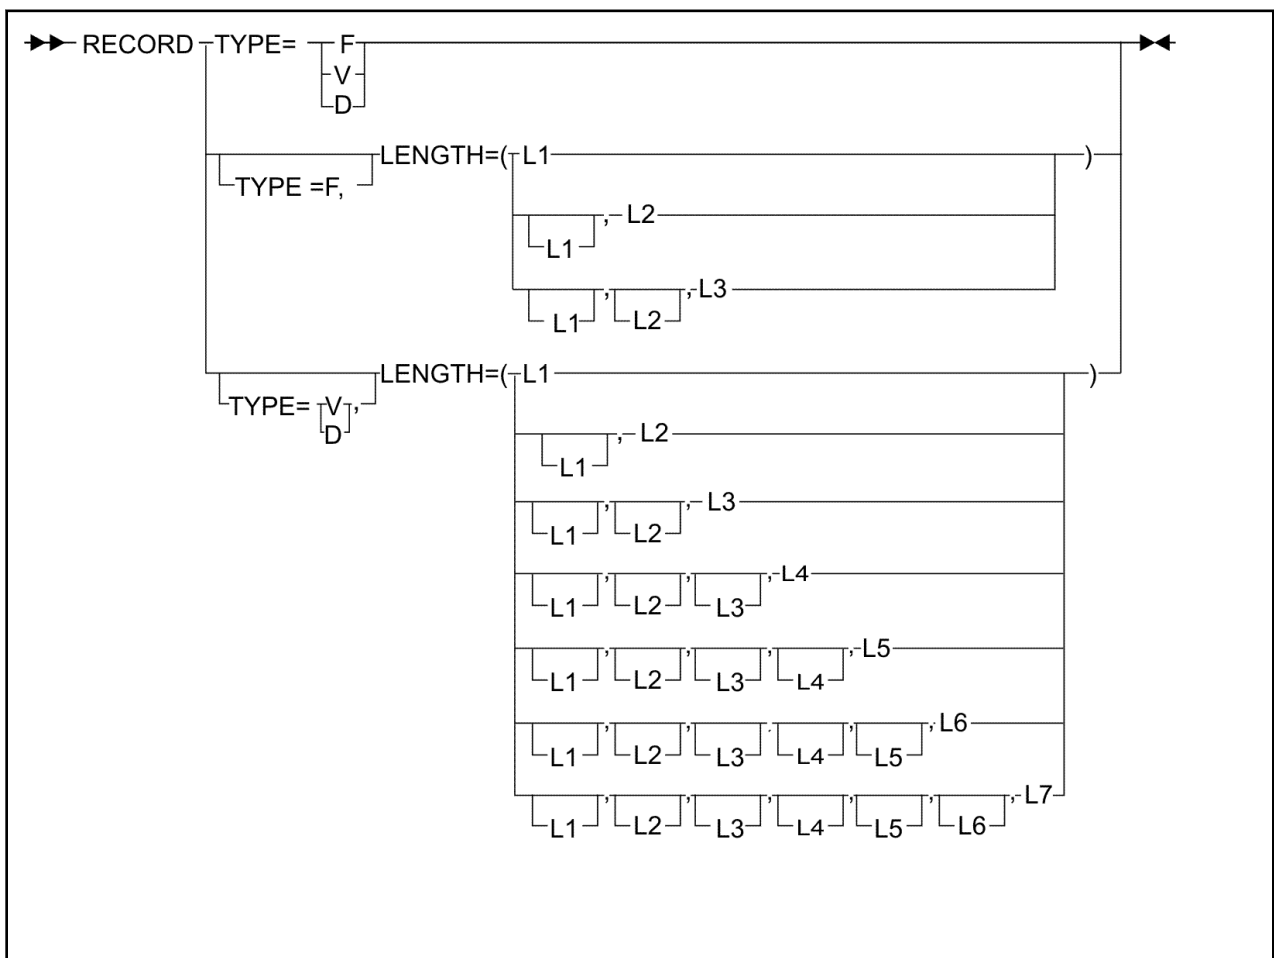 RECORD TYPE= F
V
D
LENGTH=( L1 )
TYPE =F,
, L2
L1
, , L3
L1 L2
LENGTH=( L1 )
TYPE= V ,
D
, L2
L1
, , L3
L1 L2
, , , L4
L1 L2 L3
, , , , L5
L1 L2 L3 L4
, , , , , L6
L1 L2 L3 L4 L5
, , , , , , L7
L1 L2 L3 L4 L5 L6